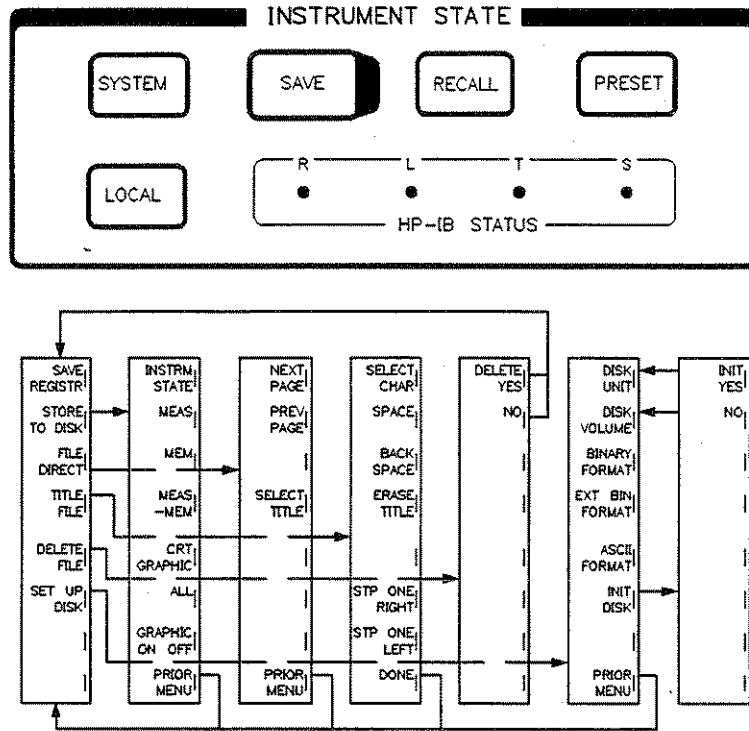 INSTRUMENT STATE
SYSTEM
SAVE
RECALL
PRESET
LOCAL
R L T S
HP-IB STATUS
SAVE
REGISTR
STORE
TO DISK
FILE
DIRECT
TITLE
FILE
DELETE
FILE
SET UP
DISK
INSTRM
STATE
MEAS
MEM
MEAS
-MEM
CRT
GRAPHIC
ALL
GRAPHIC
ON OFF
PRIOR
MENU
NEXT
PAGE
PREV
PAGE
SELECT
TITLE
PRIOR
MENU
SELECT
CHAR
SPACE
BACK
SPACE
ERASE
TITLE
STP ONE
RIGHT
STP ONE
LEFT
DONE
DELETE
YES
NO
DISK
UNIT
DISK
VOLUME
BINARY
FORMAT
EXT BIN
FORMAT
ASCII
FORMAT
INIT
DISK
PRIOR
MENU
INIT
YES
NO